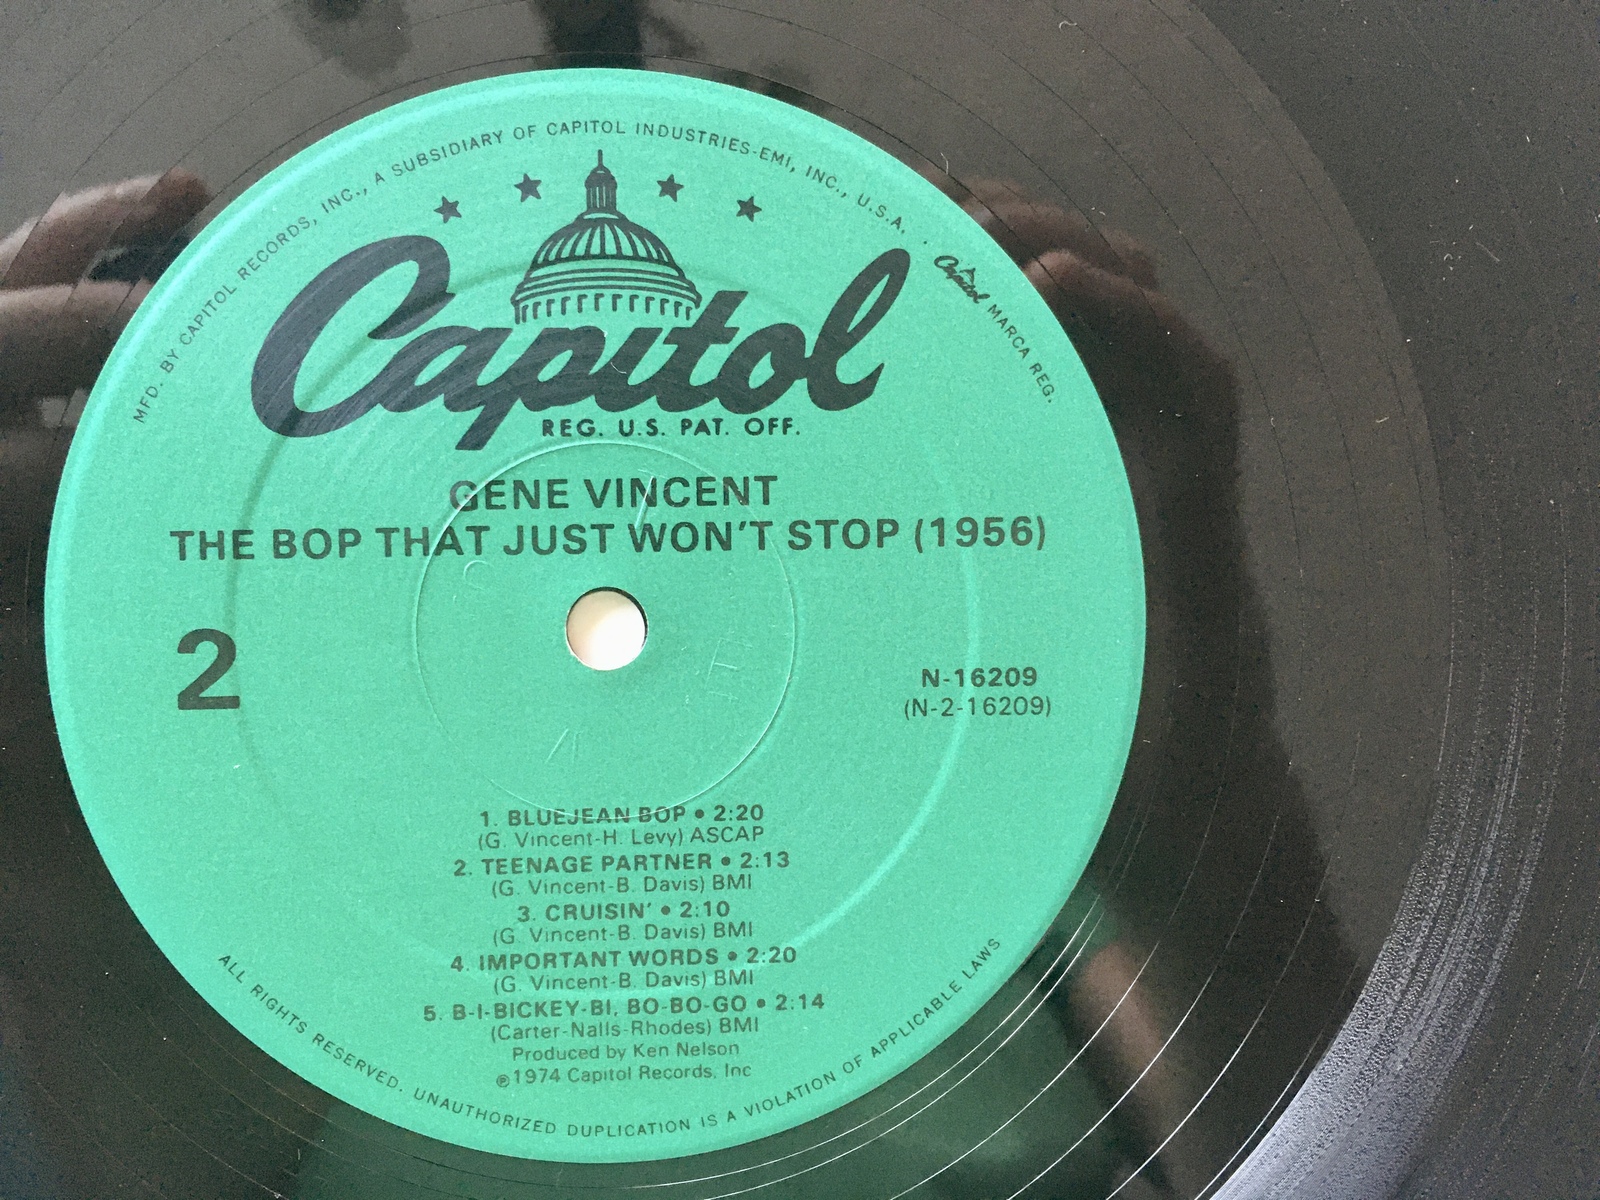 MFD. BY CAPITOL RECORDS, INC., A SUBSIDIARY OF CAPITOL INDUSTRIES-EMI, INC., U.S.A. · Capitol MARCA REG.
Capitol
REG. U.S. PAT. OFF.
GENE VINCENT
THE BOP THAT JUST WON'T STOP (1956)
2
N-16209
(N-2-16209)
1. BLUEJEAN BOP • 2:20
(G. Vincent-H. Levy) ASCAP
2. TEENAGE PARTNER • 2:13
(G. Vincent-B. Davis) BMI
3. CRUISIN' • 2:10
(G. Vincent-B. Davis) BMI
4. IMPORTANT WORDS • 2:20
(G. Vincent-B. Davis) BMI
5. B-I-BICKEY-BI, BO-BO-GO • 2:14
(Carter-Nalls-Rhodes) BMI
Produced by Ken Nelson
℗1974 Capitol Records, Inc
ALL RIGHTS RESERVED. UNAUTHORIZED DUPLICATION IS A VIOLATION OF APPLICABLE LAWS